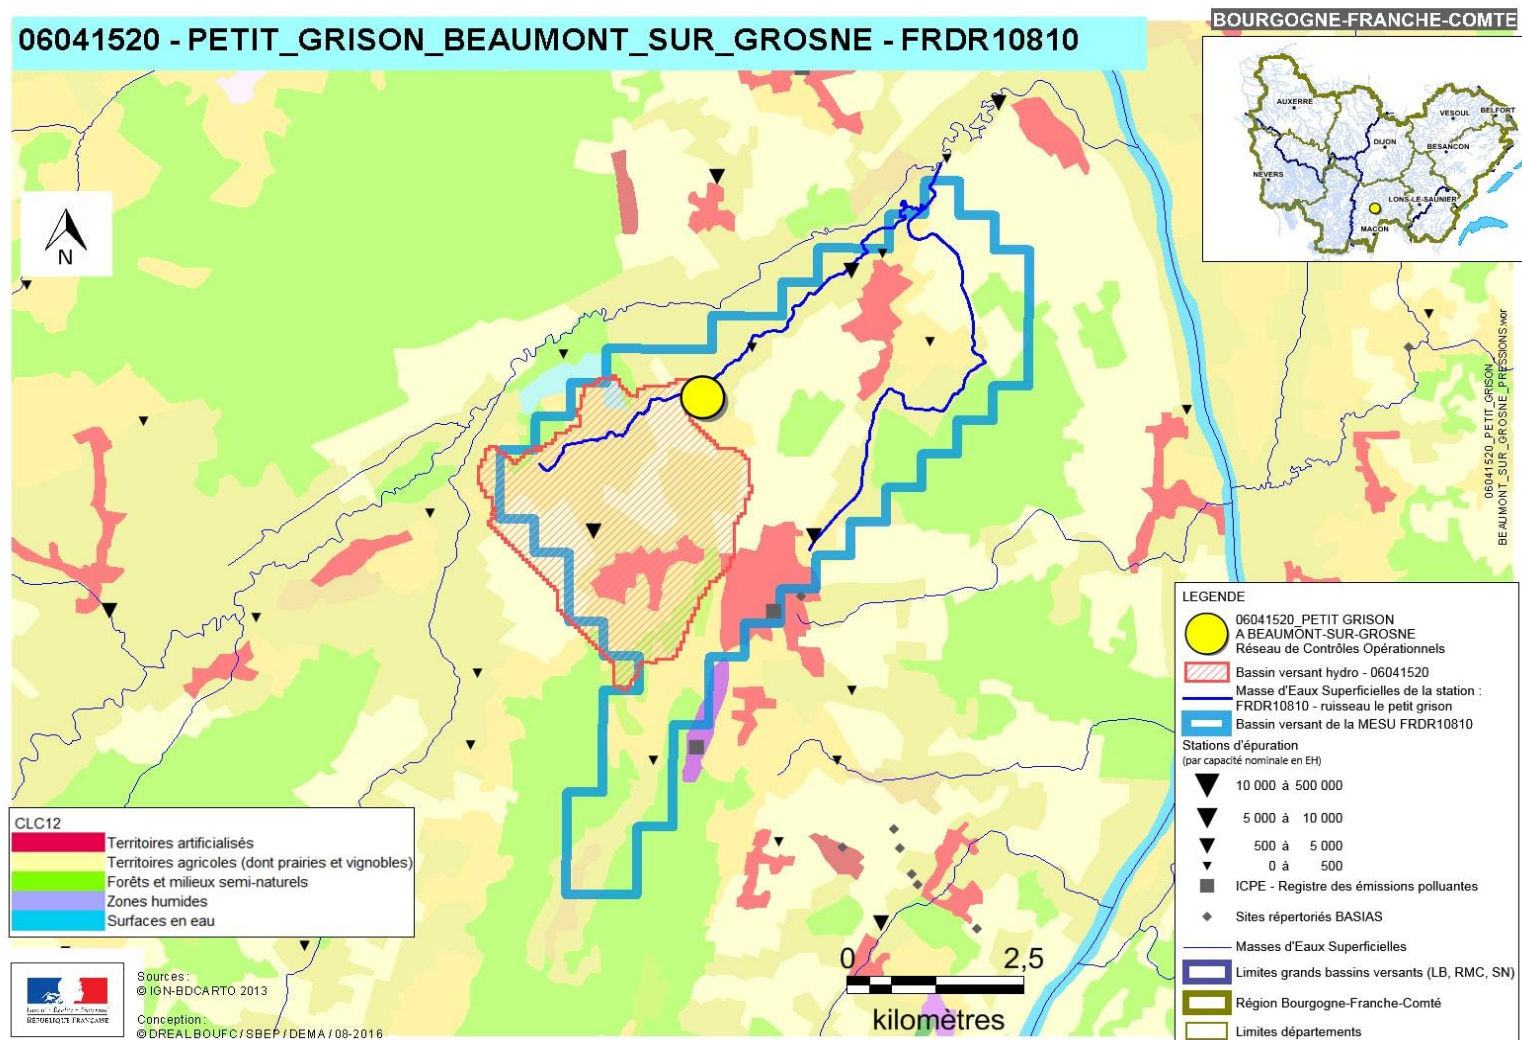 06041520 - PETIT_GRISON_BEAUMONT_SUR_GROSNE - FRDR10810
BOURGOGNE-FRANCHE-COMTE
AUXERRE
VESOUL
BELFORT
DIJON
BESANCON
NEVERS
LONS-LE-SAUNIER
MACON
N
06041520_PETIT_GRISON_
BEAUMONT_SUR_GROSNE_PRESSIONS.wor
LEGENDE
06041520_PETIT GRISON
A BEAUMONT-SUR-GROSNE
Réseau de Contrôles Opérationnels
Bassin versant hydro - 06041520
Masse d'Eaux Superficielles de la station :
FRDR10810 - ruisseau le petit grison
Bassin versant de la MESU FRDR10810
Stations d'épuration
(par capacité nominale en EH)
10 000 à 500 000
5 000 à 10 000
500 à 5 000
0 à 500
ICPE - Registre des émissions polluantes
Sites répertoriés BASIAS
Masses d'Eaux Superficielles
Limites grands bassins versants (LB, RMC, SN)
Région Bourgogne-Franche-Comté
Limites départements
CLC12
Territoires artificialisés
Territoires agricoles (dont prairies et vignobles)
Forêts et milieux semi-naturels
Zones humides
Surfaces en eau
0 2,5
kilomètres
Liberté • Égalité • Fraternité
RÉPUBLIQUE FRANÇAISE
Sources :
© IGN-BDCARTO 2013
Conception :
© DREAL BOUFC / SBEP / DEMA / 08-2016